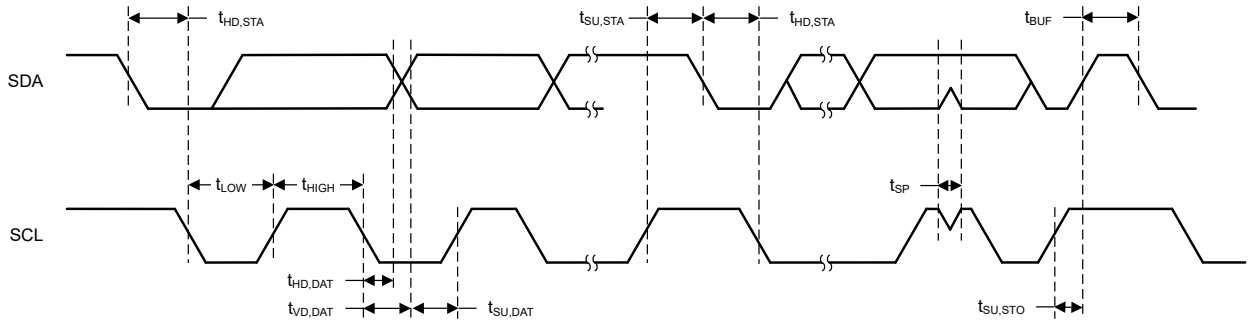 tHD,STA
tSU,STA
tHD,STA
tBUF
SDA
tLOW
tHIGH
tSP
SCL
tHD,DAT
tVD,DAT
tSU,DAT
tSU,STO